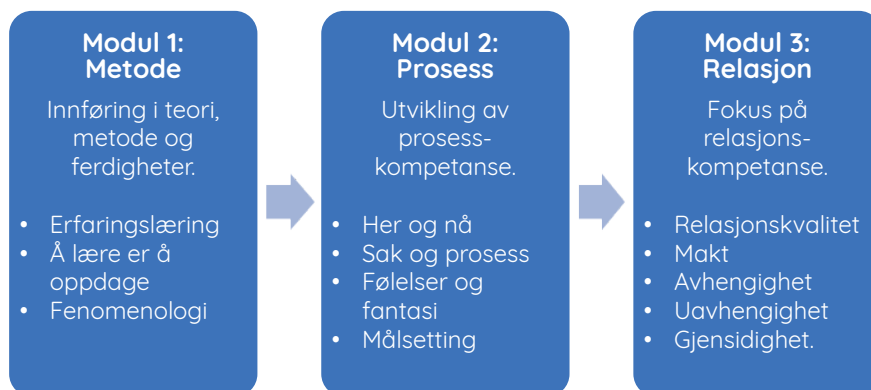 Modul 1:
Metode
Innføring i teori,
metode og
ferdigheter.
• Erfaringslæring
• Å lære er å
oppdage
• Fenomenologi
Modul 2:
Prosess
Utvikling av
prosess-
kompetanse.
• Her og nå
• Sak og prosess
• Følelser og
fantasi
• Målsetting
Modul 3:
Relasjon
Fokus på
relasjons-
kompetanse.
• Relasjonskvalitet
• Makt
• Avhengighet
• Uavhengighet
• Gjensidighet.